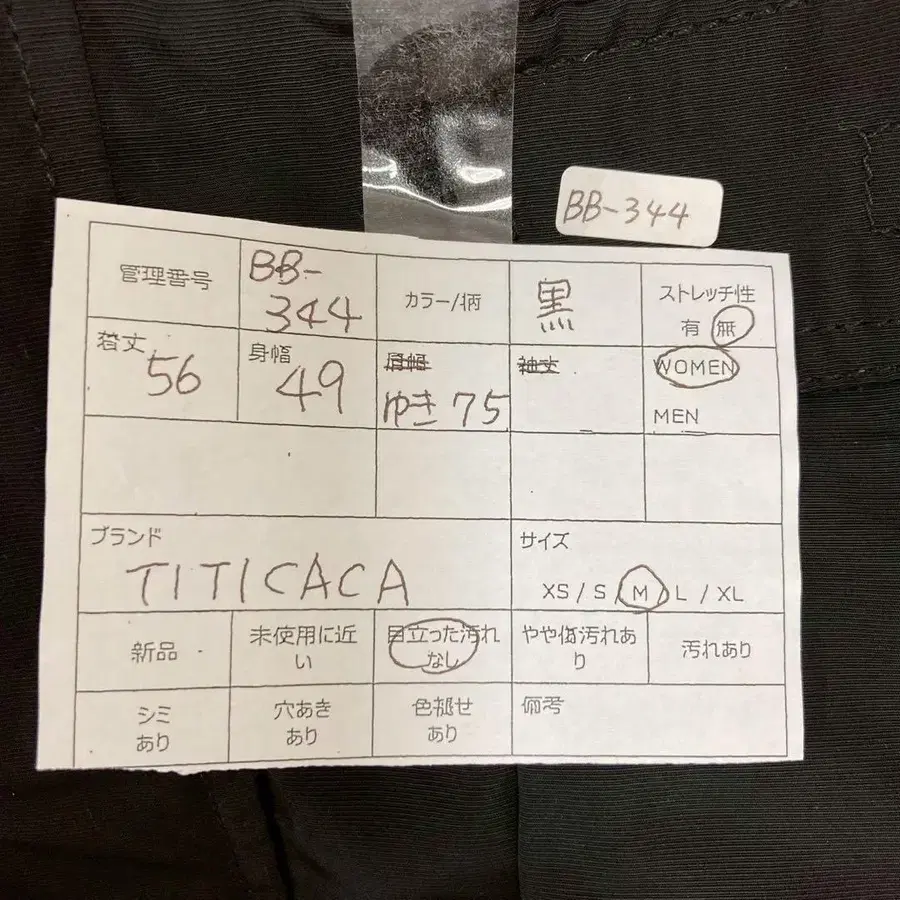 BB-344
管理番号
BB-
344
カラー/柄
黒
ストレッチ性
有 無
着丈
56
身幅
49
肩幅
ゆき 75
袖丈
WOMEN
MEN
ブランド
TITICACA
サイズ
XS / S / M / L / XL
新品
未使用に近
い
目立った汚れ
なし
やや傷汚れあ
り
汚れあり
シミ
あり
穴あき
あり
色褪せ
あり
備考